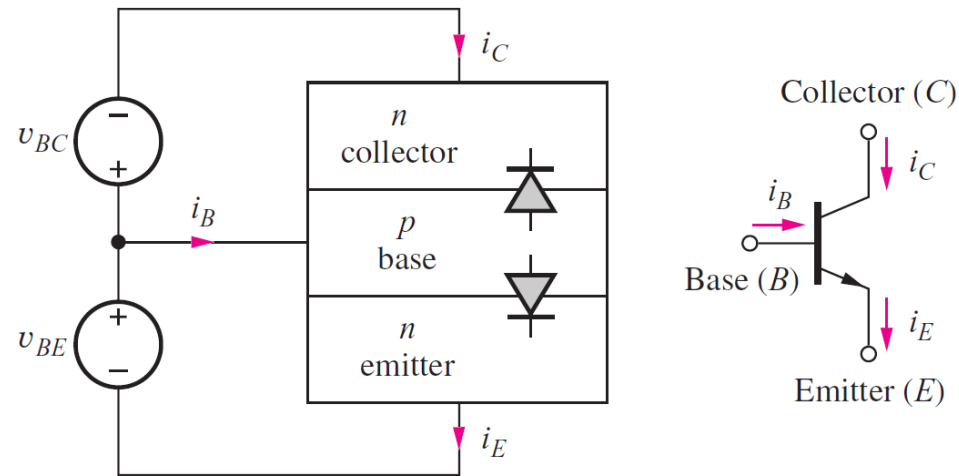 i_C
−
v_BC
+
n
collector
i_B
p
base
+
v_BE
−
n
emitter
i_E
Collector (C)
i_C
i_B
Base (B)
i_E
Emitter (E)